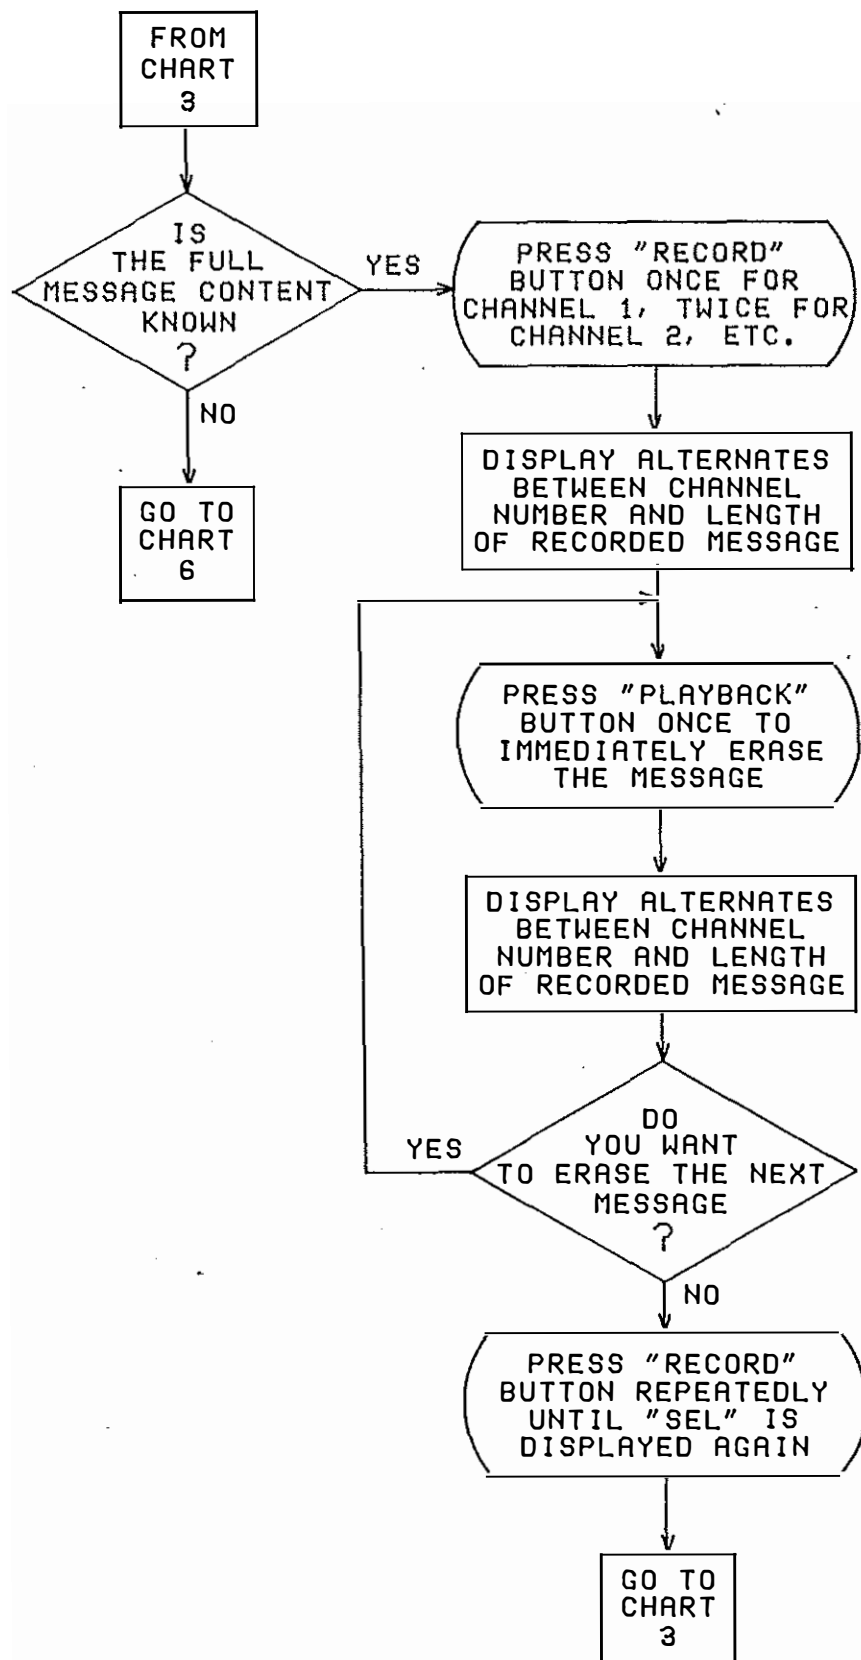 FROM
CHART
3
IS
THE FULL
MESSAGE CONTENT
KNOWN
?
YES
PRESS "RECORD"
BUTTON ONCE FOR
CHANNEL 1, TWICE FOR
CHANNEL 2, ETC.
NO
GO TO
CHART
6
DISPLAY ALTERNATES
BETWEEN CHANNEL
NUMBER AND LENGTH
OF RECORDED MESSAGE
PRESS "PLAYBACK"
BUTTON ONCE TO
IMMEDIATELY ERASE
THE MESSAGE
DISPLAY ALTERNATES
BETWEEN CHANNEL
NUMBER AND LENGTH
OF RECORDED MESSAGE
DO
YOU WANT
TO ERASE THE NEXT
MESSAGE
?
YES
NO
PRESS "RECORD"
BUTTON REPEATEDLY
UNTIL "SEL" IS
DISPLAYED AGAIN
GO TO
CHART
3